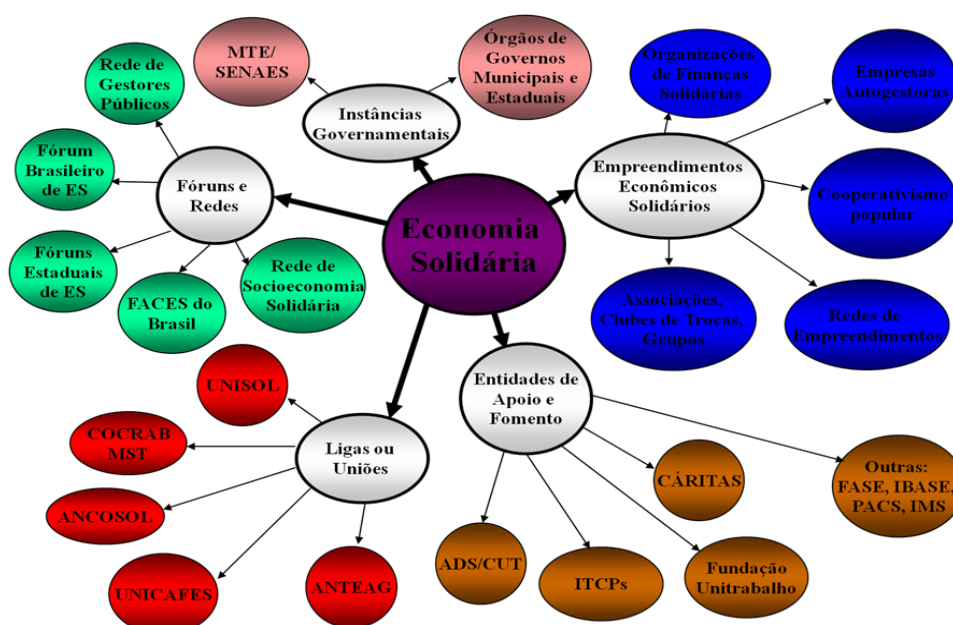 Economia
Solidária
Instâncias
Governamentais
MTE/
SENAES
Órgãos de
Governos
Municipais e
Estaduais
Empreendimentos
Econômicos
Solidários
Organizações
de Finanças
Solidárias
Empresas
Autogestoras
Cooperativismo
popular
Redes de
Empreendimentos
Associações,
Clubes de Trocas,
Grupos
Entidades de
Apoio e
Fomento
Outras:
FASE, IBASE,
PACS, IMS
CÁRITAS
Fundação
Unitrabalho
ITCPs
ADS/CUT
Ligas ou
Uniões
ANTEAG
UNICAFES
ANCOSOL
COCRAB
MST
UNISOL
Fóruns e
Redes
Rede de
Socioeconomia
Solidária
FACES do
Brasil
Fóruns
Estaduais
de ES
Fórum
Brasileiro
de ES
Rede de
Gestores
Públicos